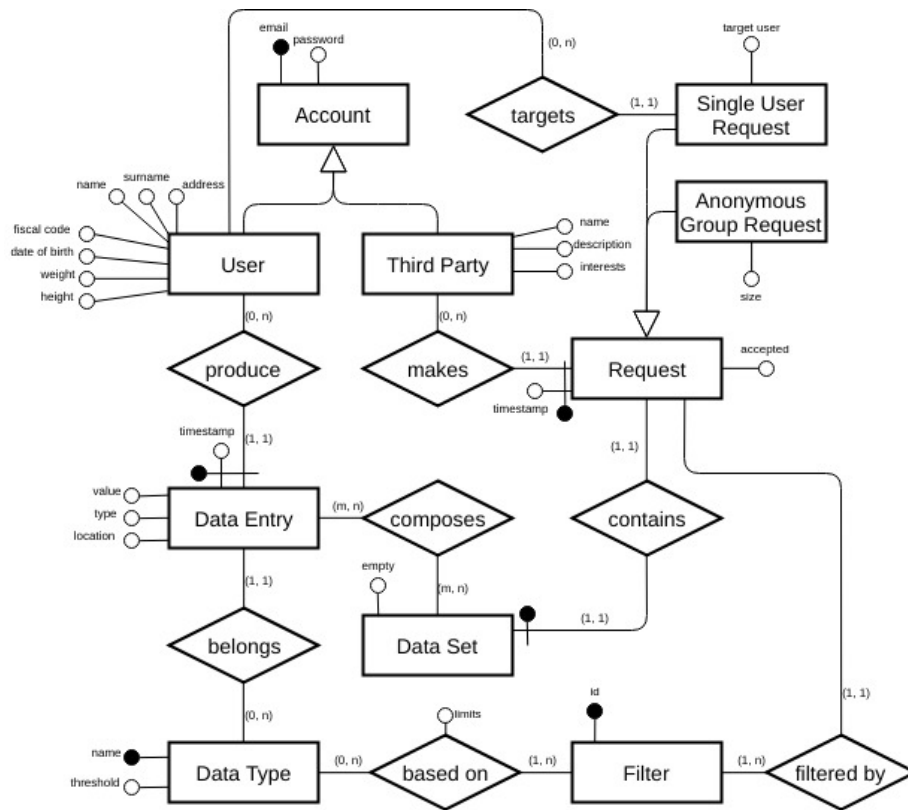 email
password
(0, n)
target user
Account
targets
(1, 1)
Single User
Request
name
surname
address
Anonymous
Group Request
fiscal code
date of birth
weight
height
User
Third Party
name
description
interests
size
(0, n)
(0, n)
produce
makes
(1, 1)
Request
accepted
timestamp
timestamp
(1, 1)
(1, 1)
value
type
location
Data Entry
(m, n)
composes
contains
(1, 1)
empty
(m, n)
(1, 1)
belongs
Data Set
(1, 1)
(0, n)
limits
id
name
threshold
Data Type
(0, n)
based on
(1, n)
Filter
(1, n)
filtered by